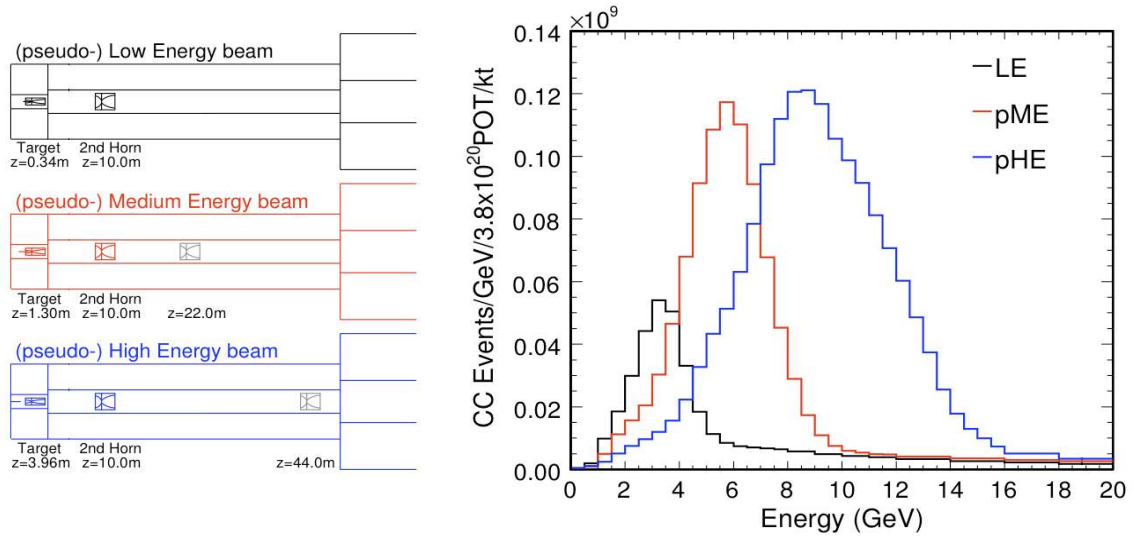 (pseudo-) Low Energy beam
Target 2nd Horn
z=0.34m z=10.0m
(pseudo-) Medium Energy beam
Target 2nd Horn
z=1.30m z=10.0m z=22.0m
(pseudo-) High Energy beam
Target 2nd Horn
z=3.96m z=10.0m z=44.0m
×10⁹
0.14
0.12
0.10
0.08
0.06
0.04
0.02
0.00
CC Events/GeV/3.8x10²⁰POT/kt
LE
pME
pHE
0 2 4 6 8 10 12 14 16 18 20
Energy (GeV)